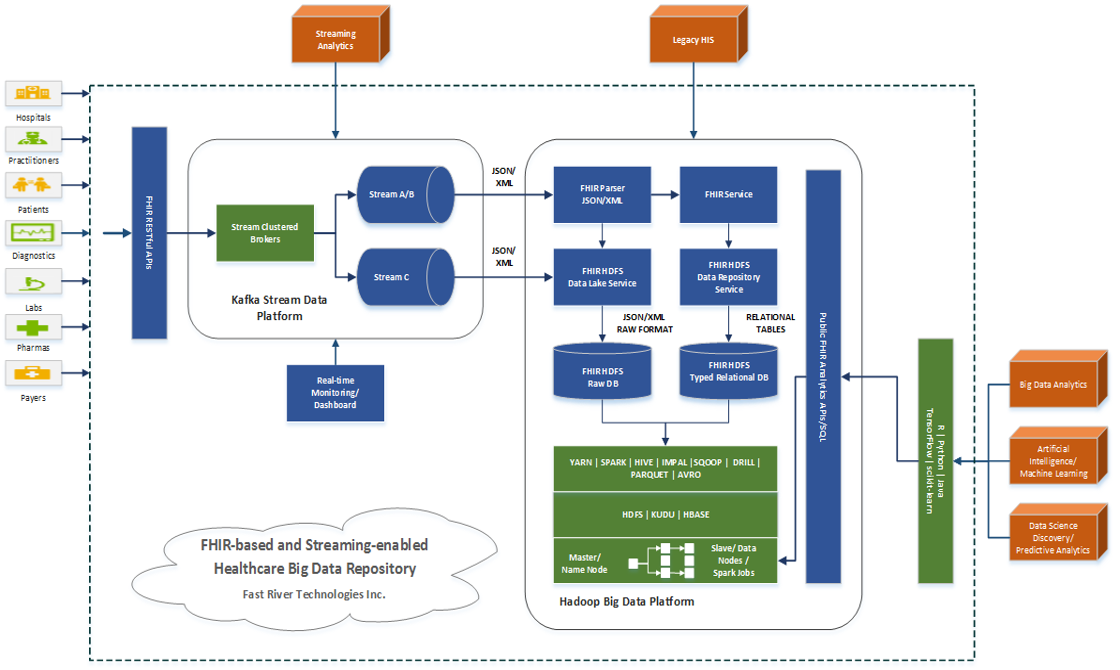 Streaming
Analytics
Legacy HIS
Hospitals
Practitioners
Patients
Diagnostics
Labs
Pharmas
Payers
FHIR RESTful APIs
Stream Clustered
Brokers
Stream A/B
Stream C
Kafka Stream Data
Platform
Real-time
Monitoring/
Dashboard
JSON/
XML
JSON/
XML
FHIR Parser
JSON/XML
FHIR Service
FHIR HDFS
Data Lake Service
FHIR HDFS
Data Repository
Service
JSON/XML
RAW FORMAT
RELATIONAL
TABLES
FHIR HDFS
Raw DB
FHIR HDFS
Typed Relational DB
YARN | SPARK | HIVE | IMPAL |SQOOP | DRILL |
PARQUET | AVRO
HDFS | KUDU | HBASE
Master/
Name Node
Slave/ Data
Nodes /
Spark Jobs
Hadoop Big Data Platform
Public FHIR Analytics APIs/SQL
R | Python | Java
TensorFlow | scikit-learn
Big Data Analytics
Artificial
Intelligence/
Machine Learning
Data Science
Discovery/
Predictive Analytics
FHIR-based and Streaming-enabled
Healthcare Big Data Repository
Fast River Technologies Inc.